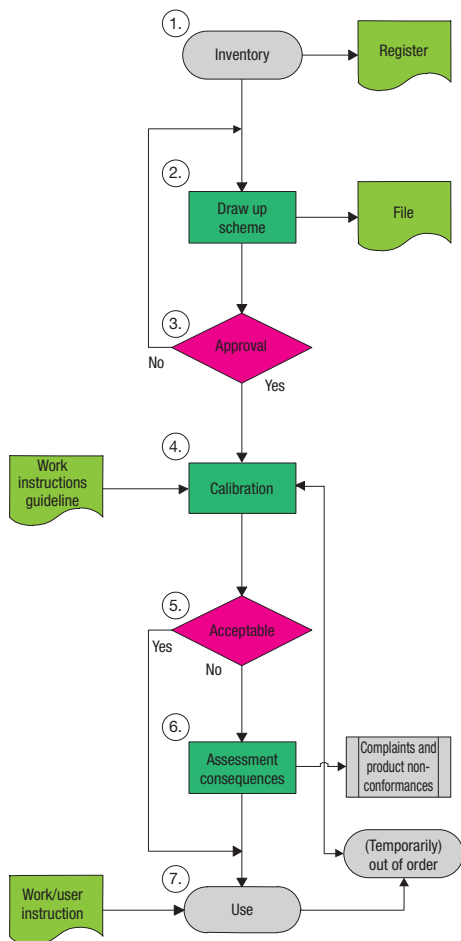 1.
Inventory
Register
2.
Draw up
scheme
File
3.
Approval
No
Yes
4.
Work
instructions
guideline
Calibration
5.
Acceptable
Yes
No
6.
Assessment
consequences
Complaints and
product non-
conformances
(Temporarily)
out of order
7.
Work/user
instruction
Use